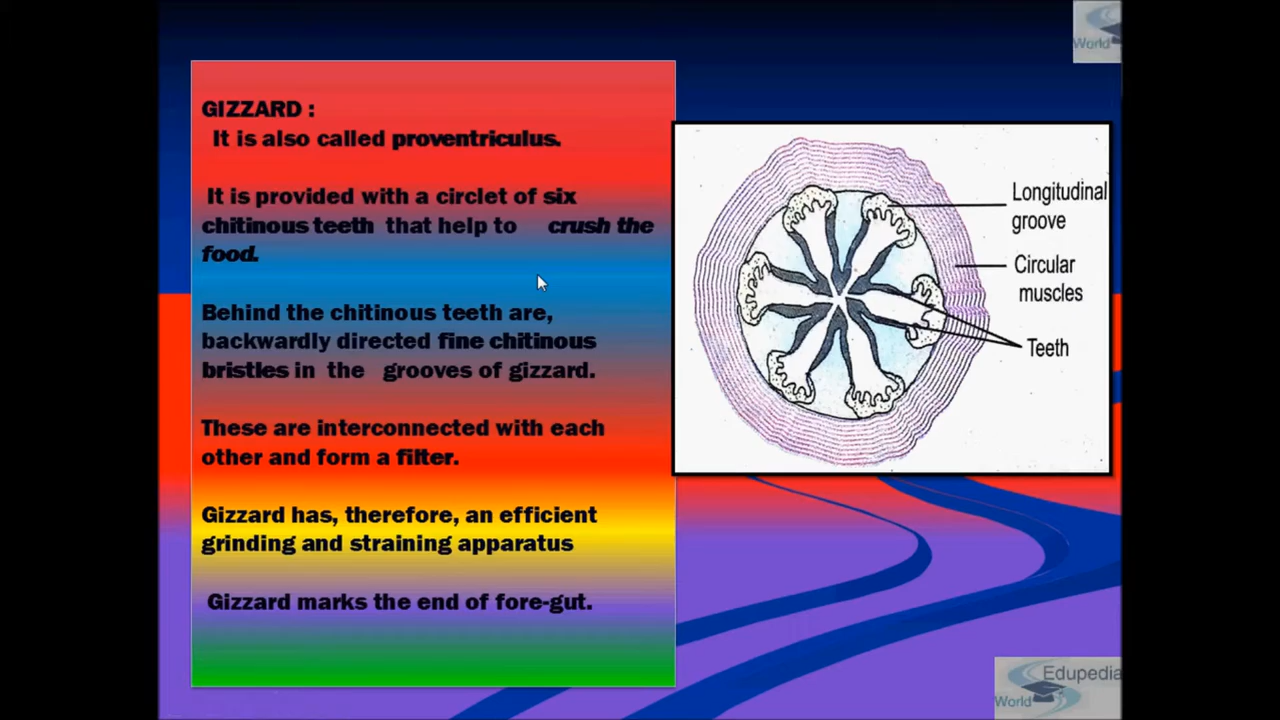 World
GIZZARD :
It is also called proventriculus.
It is provided with a circlet of six
chitinous teeth that help to crush the
food.
Behind the chitinous teeth are,
backwardly directed fine chitinous
bristles in the grooves of gizzard.
These are interconnected with each
other and form a filter.
Gizzard has, therefore, an efficient
grinding and straining apparatus
Gizzard marks the end of fore-gut.
Longitudinal
groove
Circular
muscles
Teeth
Edupedia
World